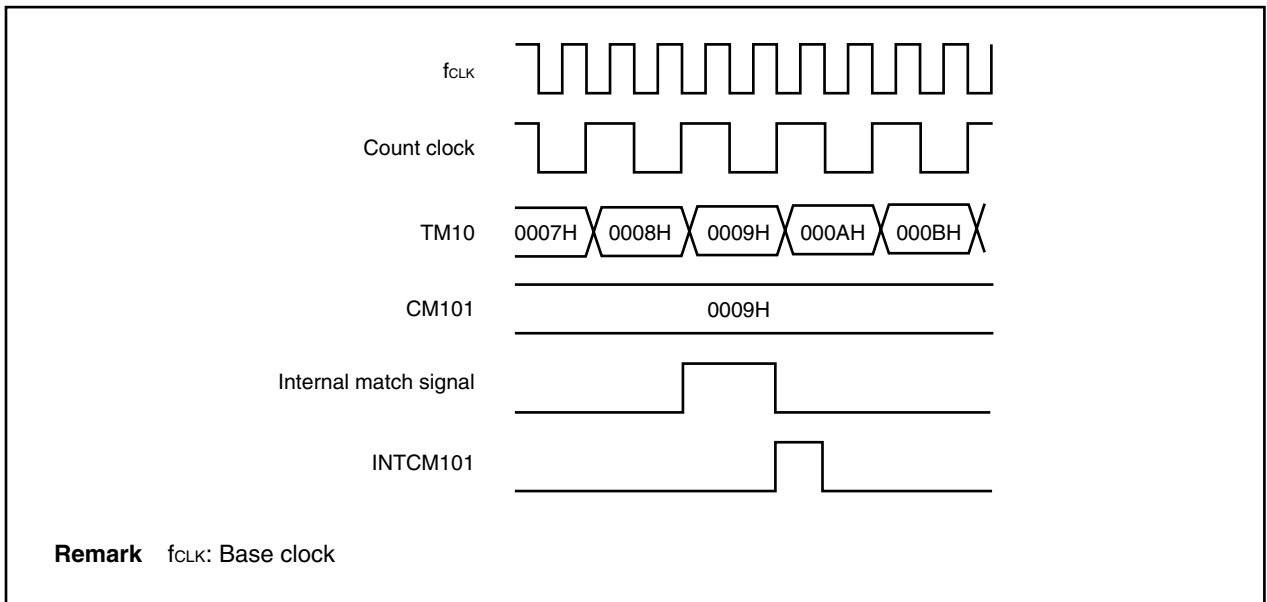 fCLK
Count clock
TM10 0007H 0008H 0009H 000AH 000BH
CM101 0009H
Internal match signal
INTCM101
Remark fCLK: Base clock